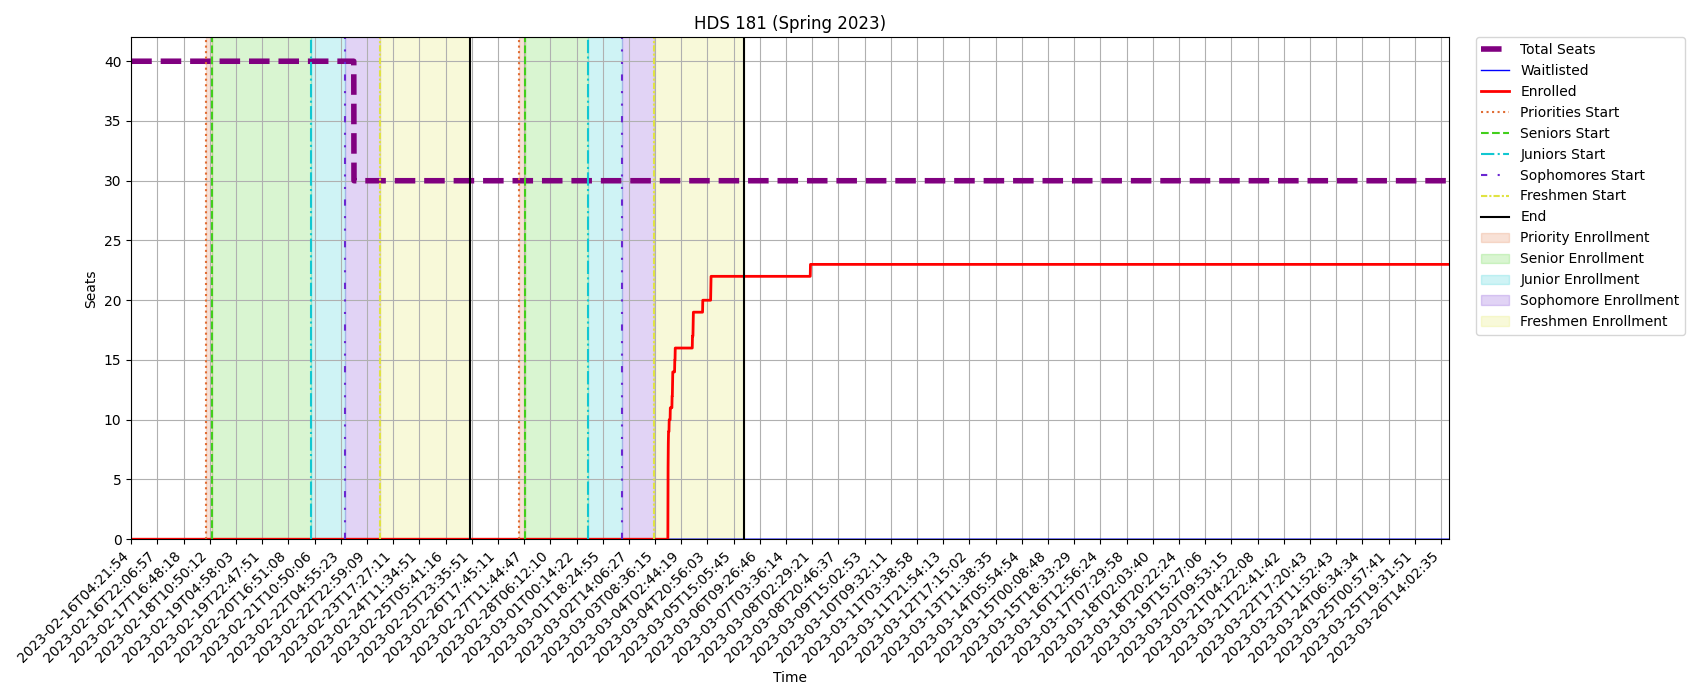 HDS 181 (Spring 2023)
Seats
40
35
30
25
20
15
10
5
0
2023-02-16T04:21:54
2023-02-16T22:06:57
2023-02-17T16:48:18
2023-02-18T10:50:12
2023-02-19T04:58:03
2023-02-19T22:47:51
2023-02-20T16:51:08
2023-02-21T10:50:06
2023-02-22T04:55:23
2023-02-22T22:59:09
2023-02-23T17:27:11
2023-02-24T11:34:51
2023-02-25T05:41:16
2023-02-25T23:35:51
2023-02-26T17:45:11
2023-02-27T11:44:47
2023-02-28T06:12:10
2023-03-01T00:14:22
2023-03-01T18:24:55
2023-03-02T14:06:27
2023-03-03T08:36:15
2023-03-04T02:44:19
2023-03-04T20:56:03
2023-03-05T15:05:45
2023-03-06T09:26:46
2023-03-07T03:36:14
2023-03-08T02:29:21
2023-03-08T20:46:37
2023-03-09T15:02:53
2023-03-10T09:32:11
2023-03-11T03:38:58
2023-03-11T21:54:13
2023-03-12T17:15:02
2023-03-13T11:38:35
2023-03-14T05:54:54
2023-03-15T00:08:48
2023-03-15T18:33:29
2023-03-16T12:56:24
2023-03-17T07:29:58
2023-03-18T02:03:40
2023-03-18T20:22:24
2023-03-19T15:27:06
2023-03-20T09:53:15
2023-03-21T04:22:08
2023-03-21T22:41:42
2023-03-22T17:20:43
2023-03-23T11:52:43
2023-03-24T06:34:34
2023-03-25T00:57:41
2023-03-25T19:31:51
2023-03-26T14:02:35
Time
Total Seats
Waitlisted
Enrolled
Priorities Start
Seniors Start
Juniors Start
Sophomores Start
Freshmen Start
End
Priority Enrollment
Senior Enrollment
Junior Enrollment
Sophomore Enrollment
Freshmen Enrollment